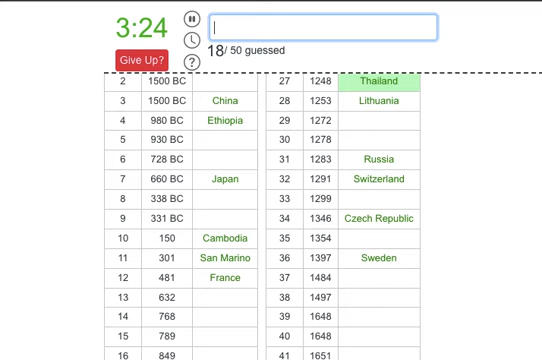 3:24
Give Up?
18/ 50 guessed
2 1500 BC 27 1248 Thailand
3 1500 BC China 28 1253 Lithuania
4 980 BC Ethiopia 29 1272
5 930 BC 30 1278
6 728 BC 31 1283 Russia
7 660 BC Japan 32 1291 Switzerland
8 338 BC 33 1299
9 331 BC 34 1346 Czech Republic
10 150 Cambodia 35 1354
11 301 San Marino 36 1397 Sweden
12 481 France 37 1484
13 632 38 1497
14 768 39 1648
15 789 40 1648
16 849 41 1651